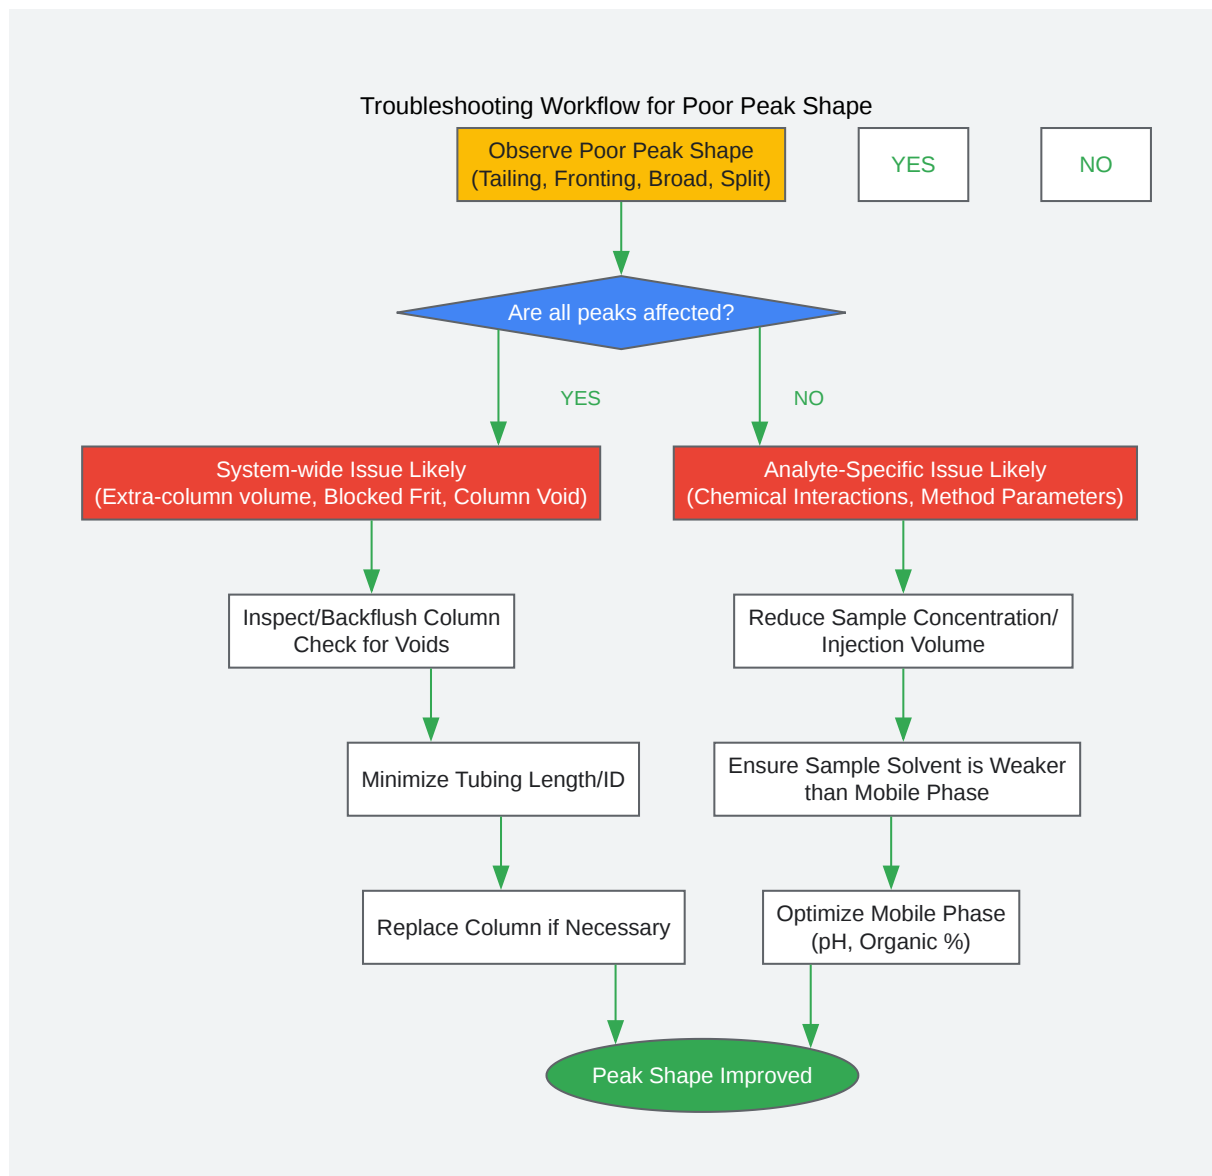 Troubleshooting Workflow for Poor Peak Shape
Observe Poor Peak Shape
(Tailing, Fronting, Broad, Split)
YES
NO
Are all peaks affected?
YES
NO
System-wide Issue Likely
(Extra-column volume, Blocked Frit, Column Void)
Analyte-Specific Issue Likely
(Chemical Interactions, Method Parameters)
Inspect/Backflush Column
Check for Voids
Reduce Sample Concentration/
Injection Volume
Minimize Tubing Length/ID
Ensure Sample Solvent is Weaker
than Mobile Phase
Replace Column if Necessary
Optimize Mobile Phase
(pH, Organic %)
Peak Shape Improved